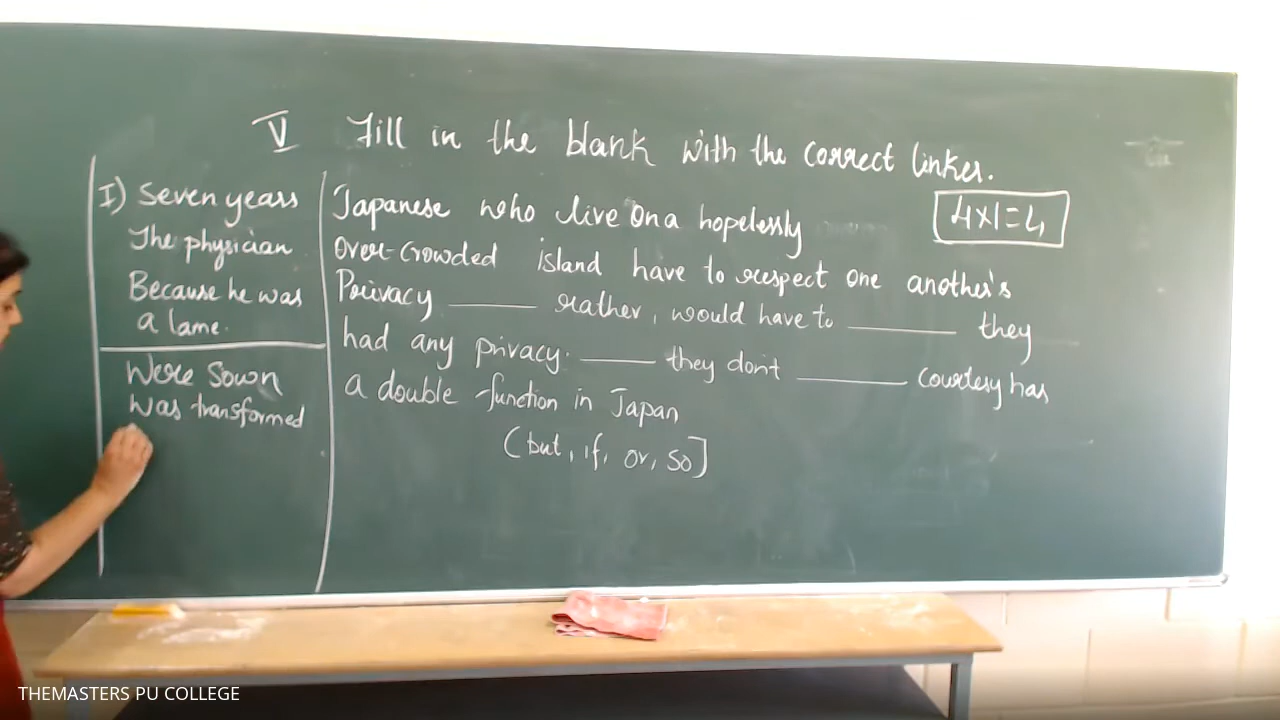 V Fill in the blank with the correct linker.
I) Seven years
The physician
Because he was
a lame.
Were Sown
Was transformed
Japanese who live on a hopelessly
4x1=4
over-crowded island have to respect one another's
Privacy ______ rather, would have to ______ they
had any privacy. ______ they don't ______ courtesy has
a double function in Japan
(but, if, or, so]
THEMASTERS PU COLLEGE